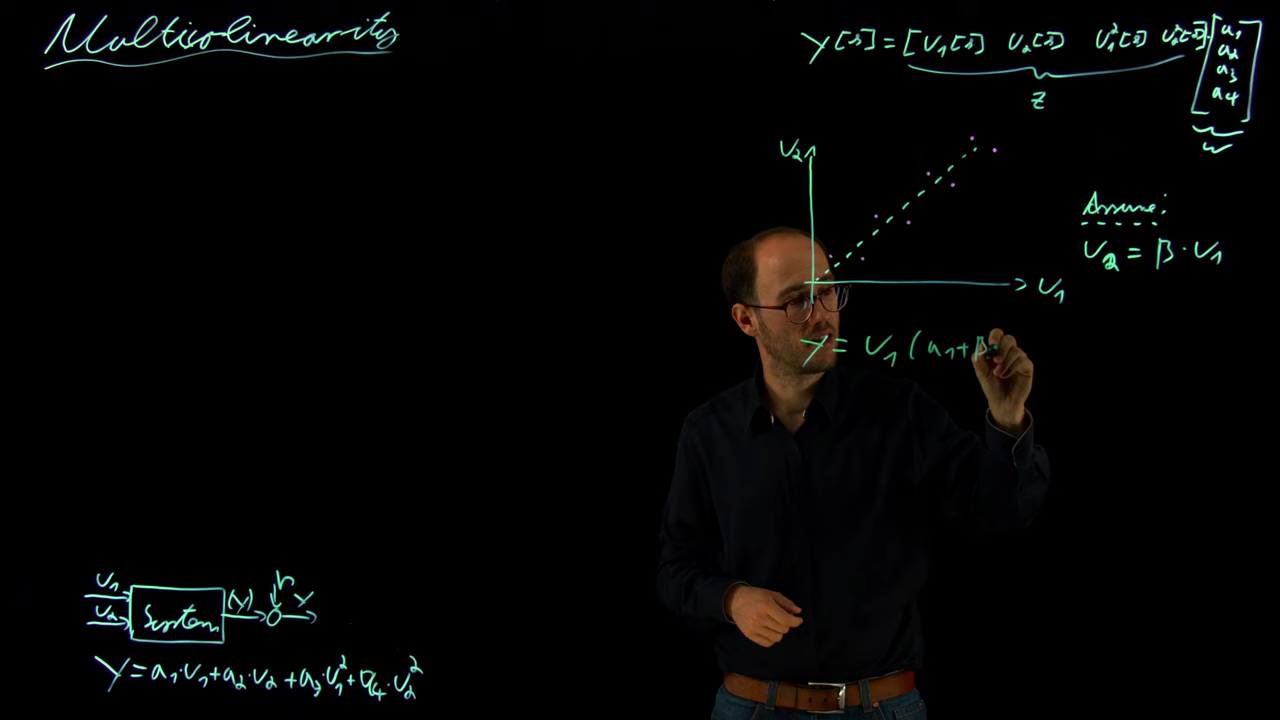 Multicolinearity
Y[k] = [U₁[k] U₂[k] U₁²[k] U₂²[k]] · [a₁ a₂ a₃ a₄]
Z
w
U₂
Assume:
U₂ = β · U₁
U₁
Y = U₁ (a₁ + β ·
U₁
U₂
System
(Y)
n
Y
Y = a₁·U₁ + a₂·U₂ + a₃·U₁² + a₄·U₂²